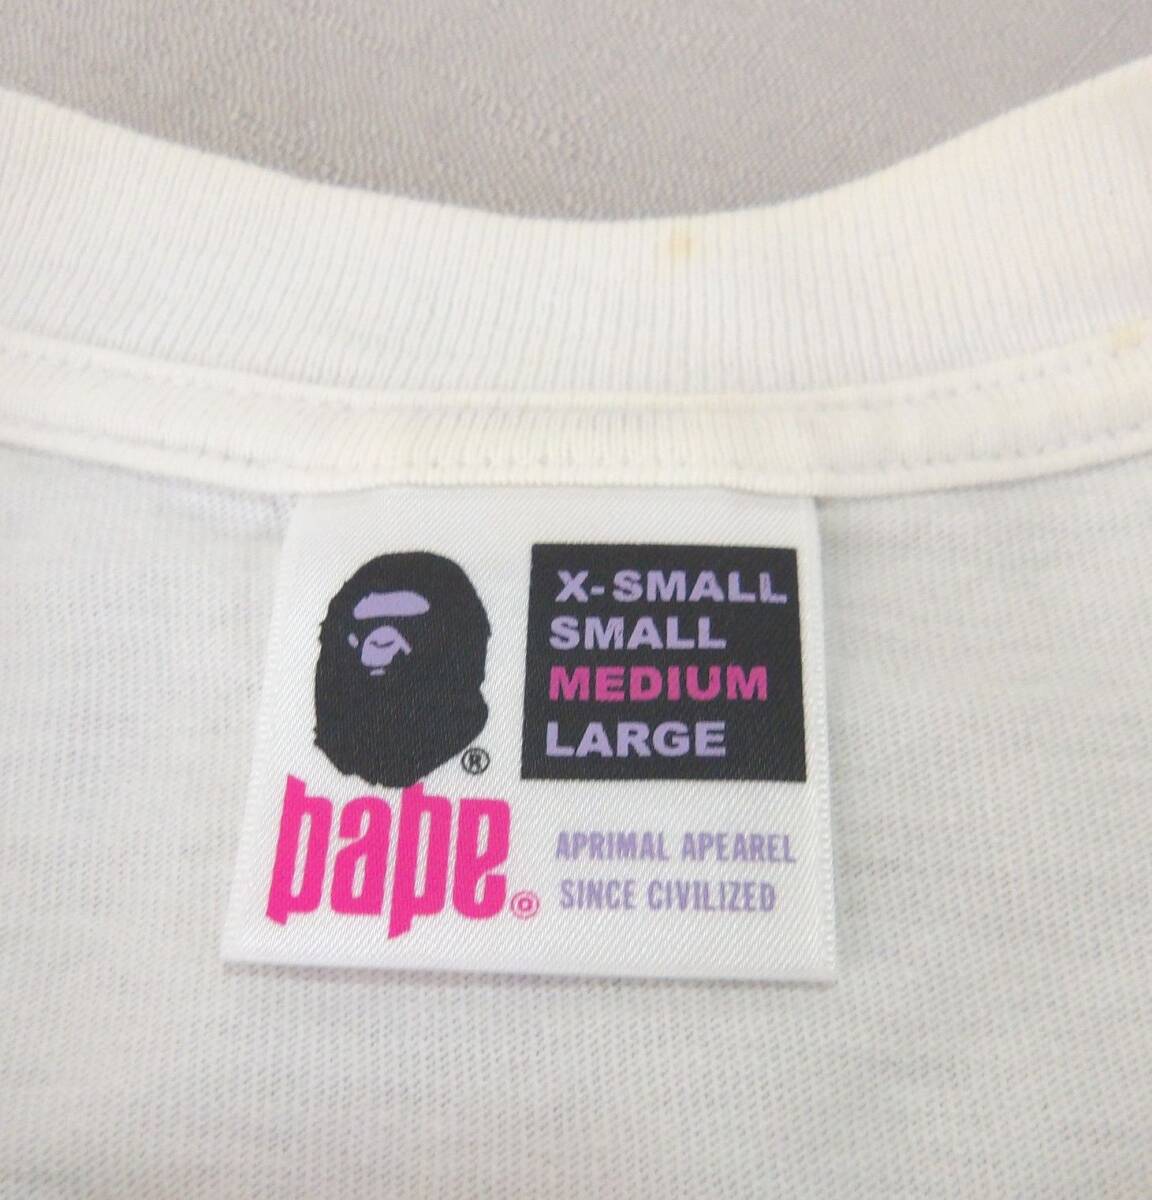 X-SMALL
SMALL
MEDIUM
LARGE
®
bape®
APRIMAL APEAREL
SINCE CIVILIZED